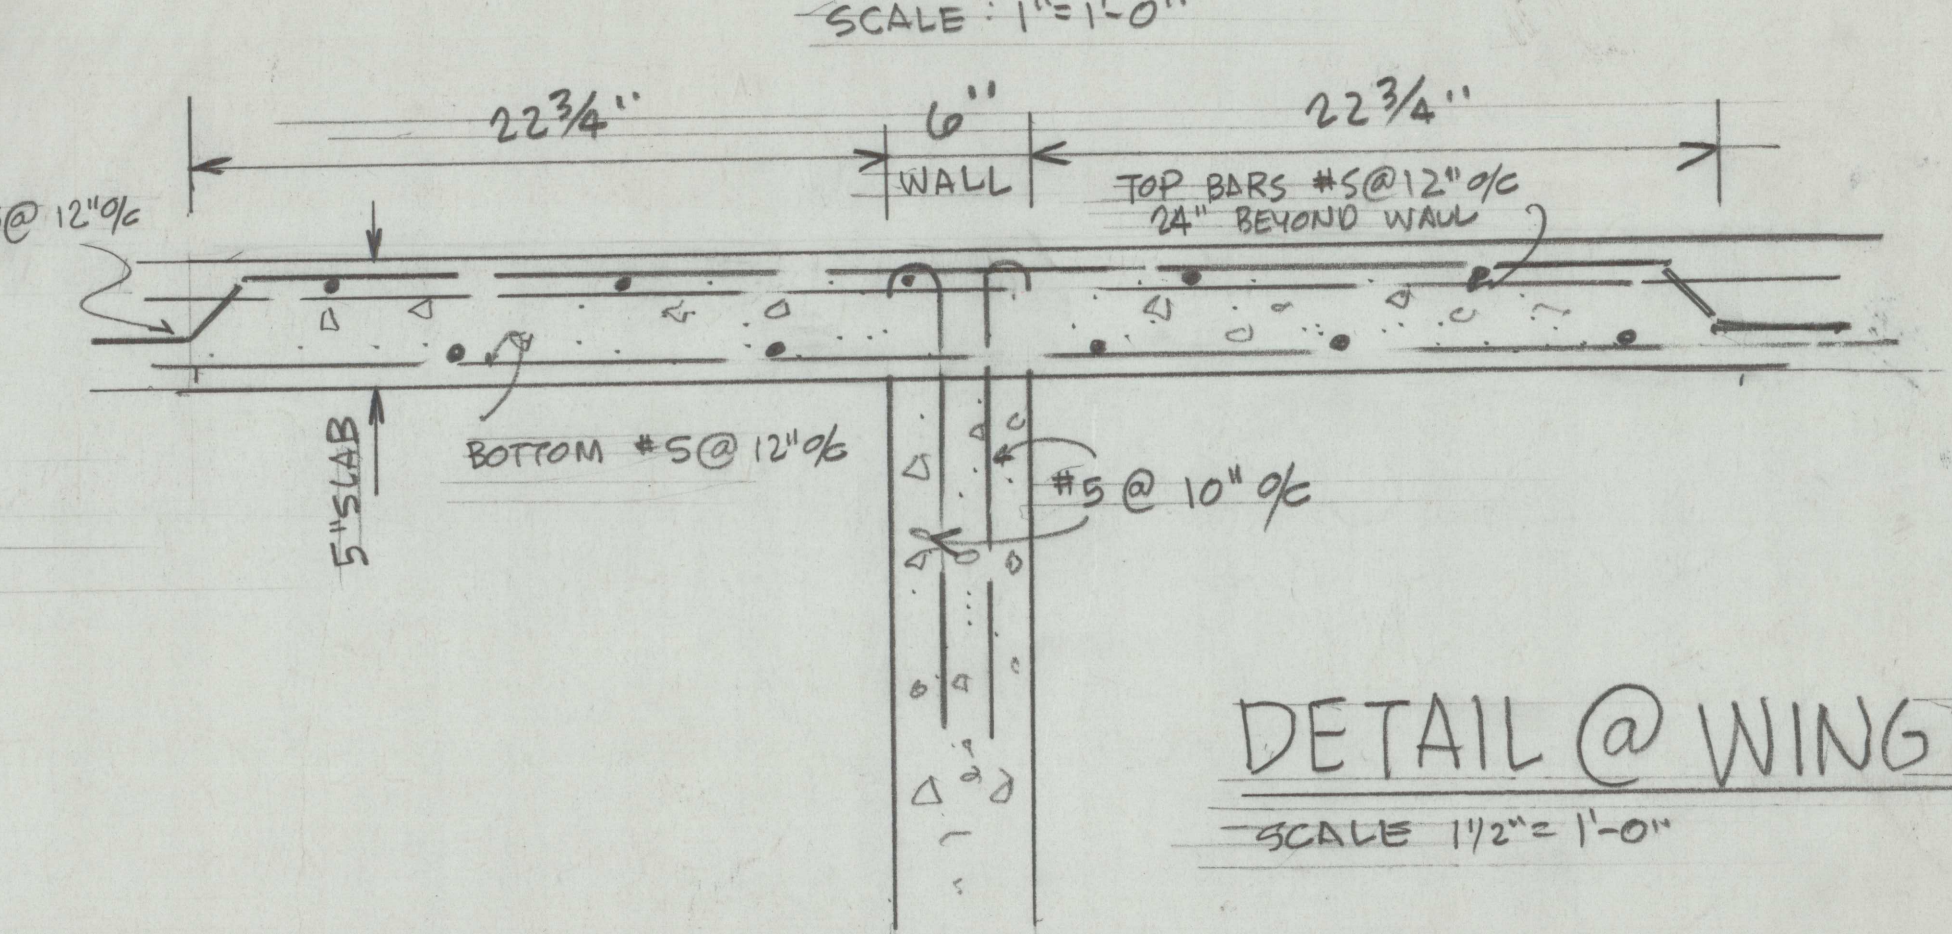 SCALE : 1"=1'-0"
22 3/4"
6"
22 3/4"
WALL
TOP BARS #5@12" O/C
24" BEYOND WALL
@ 12" O/C
5" SLAB
BOTTOM #5@ 12" O/C
#5 @ 10" O/C
DETAIL @ WING
SCALE 1 1/2" = 1'-0"